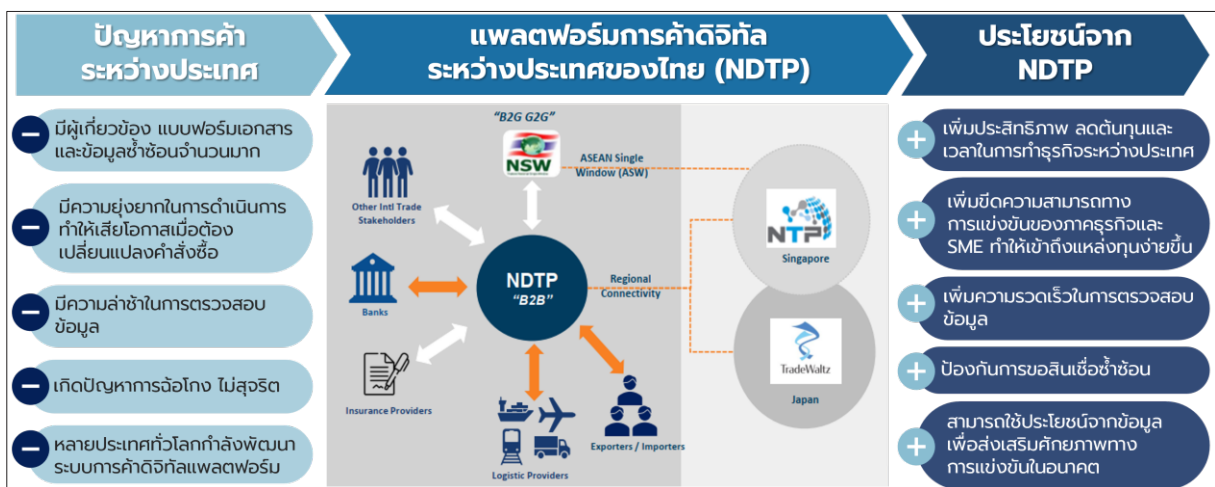 ปัญหาการค้า
ระหว่างประเทศ
มีผู้เกี่ยวข้อง แบบฟอร์มเอกสาร
และข้อมูลซ้ำซ้อนจำนวนมาก
มีความยุ่งยากในการดำเนินการ
ทำให้เสียโอกาสเมื่อต้อง
เปลี่ยนแปลงคำสั่งซื้อ
มีความล่าช้าในการตรวจสอบ
ข้อมูล
เกิดปัญหาการฉ้อโกง ไม่สุจริต
หลายประเทศทั่วโลกกำลังพัฒนา
ระบบการค้าดิจิทัลแพลตฟอร์ม
แพลตฟอร์มการค้าดิจิทัล
ระหว่างประเทศของไทย (NDTP)
"B2G G2G"
NSW
ASEAN Single
Window (ASW)
Other Intl Trade
Stakeholders
NDTP
"B2B"
Banks
Regional
Connectivity
Insurance Providers
Logistic Providers
Exporters / Importers
NTP
Singapore
TradeWaltz
Japan
ประโยชน์จาก
NDTP
เพิ่มประสิทธิภาพ ลดต้นทุนและ
เวลาในการทำธุรกิจระหว่างประเทศ
เพิ่มขีดความสามารถทาง
การแข่งขันของภาคธุรกิจและ
SME ทำให้เข้าถึงแหล่งทุนง่ายขึ้น
เพิ่มความรวดเร็วในการตรวจสอบ
ข้อมูล
ป้องกันการขอสินเชื่อซ้ำซ้อน
สามารถใช้ประโยชน์จากข้อมูล
เพื่อส่งเสริมศักยภาพทาง
การแข่งขันในอนาคต